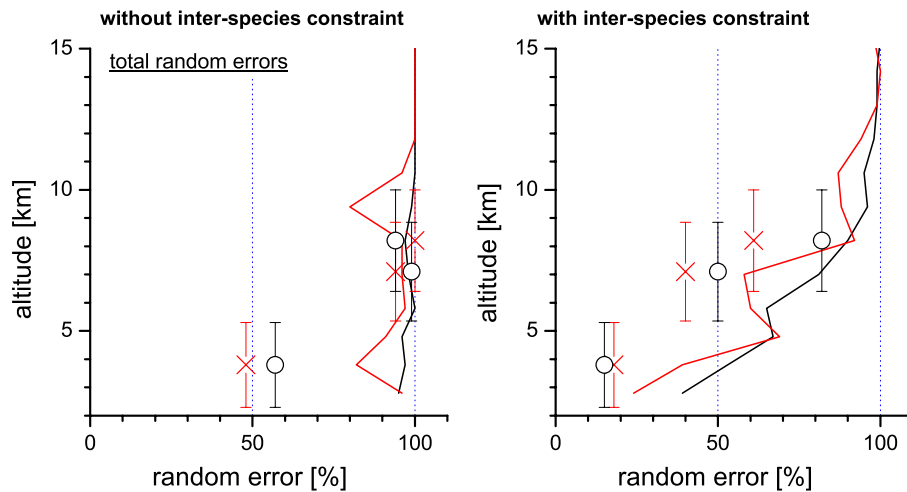 without inter-species constraint
with inter-species constraint
total random errors
15
10
5
altitude [km]
0
50
100
random error [%]
15
10
5
altitude [km]
0
50
100
random error [%]